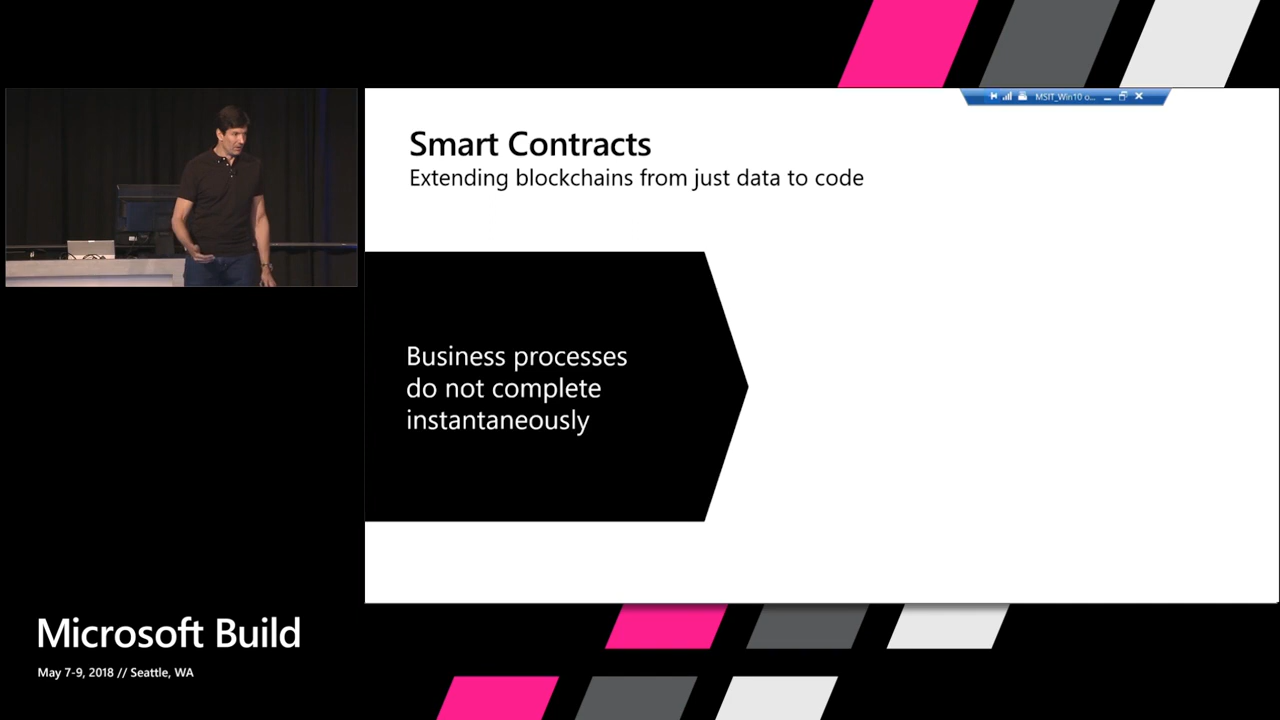 MSIT_Win10 o...
Smart Contracts
Extending blockchains from just data to code
Business processes
do not complete
instantaneously
Microsoft Build
May 7-9, 2018 // Seattle, WA